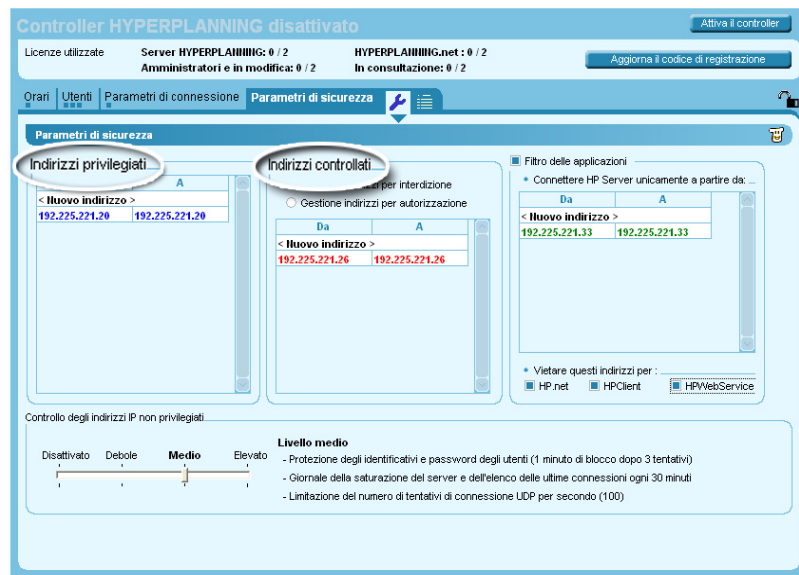 Controller HYPERPLANNING disattivato
Attiva il controller
Licenze utilizzate
Server HYPERPLANNING: 0 / 2
HYPERPLANNING.net : 0 / 2
Amministratori e in modifica: 0 / 2
In consultazione: 0 / 2
Aggiorna il codice di registrazione
Orari
Utenti
Parametri di connessione
Parametri di sicurezza
Parametri di sicurezza
Indirizzi privilegiati
A
< Nuovo indirizzo >
192.225.221.20 192.225.221.20
Indirizzi controllati
per interdizione
Gestione indirizzi per autorizzazione
Da A
< Nuovo indirizzo >
192.225.221.26 192.225.221.26
Filtro delle applicazioni
Connettere HP Server unicamente a partire da: ...
Da A
< Nuovo indirizzo >
192.225.221.33 192.225.221.33
Vietare questi indirizzi per :
HP.net HPClient HPWebService
Controllo degli indirizzi IP non privilegiati
Disattivato Debole Medio Elevato
Livello medio
- Protezione degli identificativi e password degli utenti (1 minuto di blocco dopo 3 tentativi)
- Giornale della saturazione del server e dell'elenco delle ultime connessioni ogni 30 minuti
- Limitazione del numero di tentativi di connessione UDP per secondo (100)